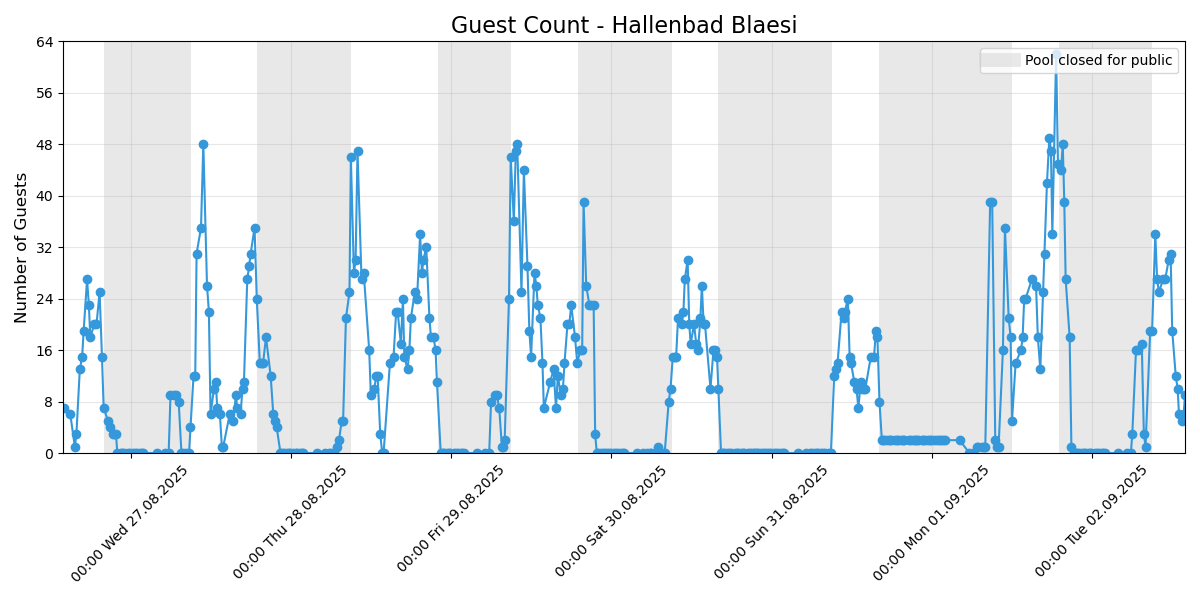 Guest Count - Hallenbad Blaesi
Pool closed for public
Number of Guests
64
56
48
40
32
24
16
8
0
00:00 Wed 27.08.2025
00:00 Thu 28.08.2025
00:00 Fri 29.08.2025
00:00 Sat 30.08.2025
00:00 Sun 31.08.2025
00:00 Mon 01.09.2025
00:00 Tue 02.09.2025